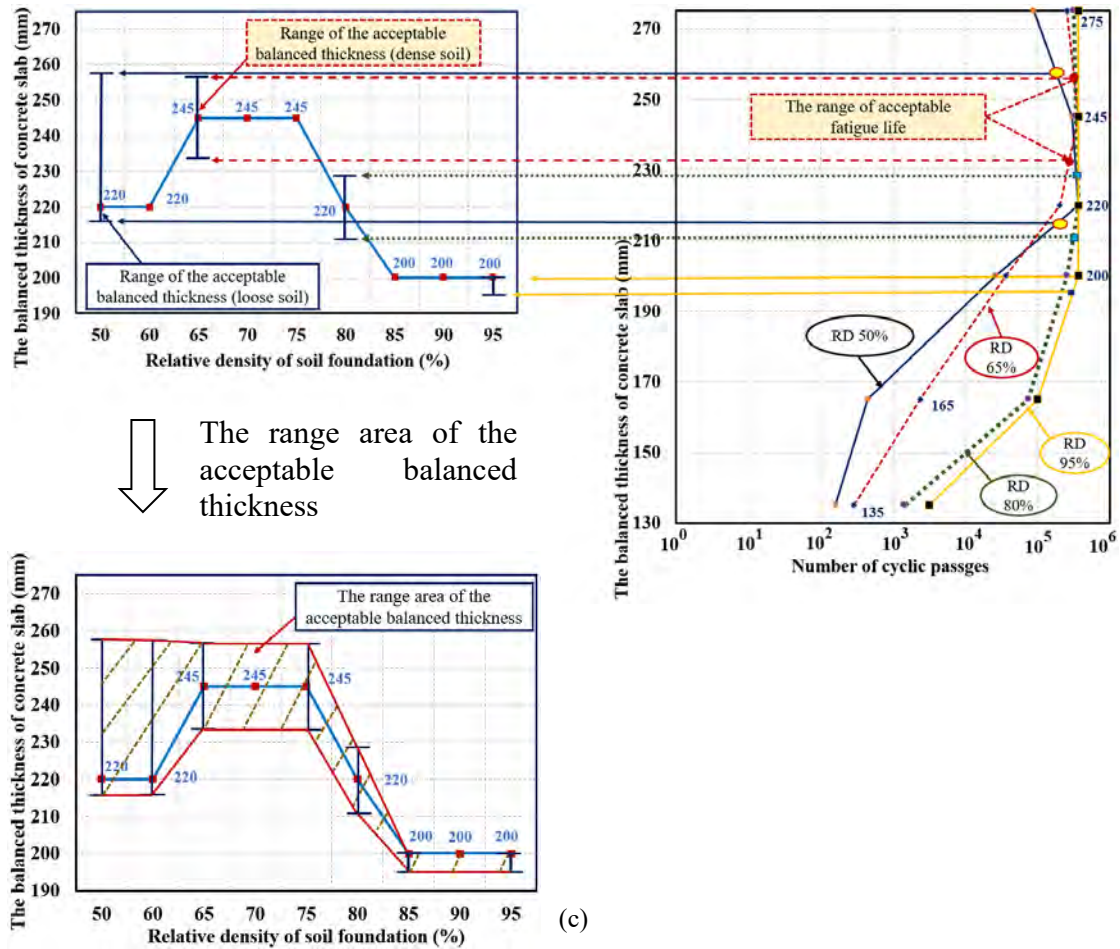 The balanced thickness of concrete slab (mm)
275
260
250
240
230
220
210
200
190
50 60 65 70 75 80 85 90 95
Relative density of soil foundation (%)
Range of the acceptable
balanced thickness (dense soil)
245 245 245
220
220
220
200 200 200
Range of the acceptable
balanced thickness (loose soil)
The balanced thickness of concrete slab (mm)
275
250
230
210
190
170
150
130
10^0 10^2 10^4 10^5 10^6
Number of cyclic passges
275
245
220
200
165
135
The range of acceptable
fatigue life
RD 50%
RD
65%
RD
95%
RD
80%
The range area of the
acceptable balanced
thickness
The balanced thickness of concrete slab (mm)
275
260
250
240
230
220
210
200
190
50 60 65 70 75 80 85 90 95
Relative density of soil foundation (%)
The range area of the
acceptable balanced thickness
245 245 245
220
220
220
200 200 200
(c)